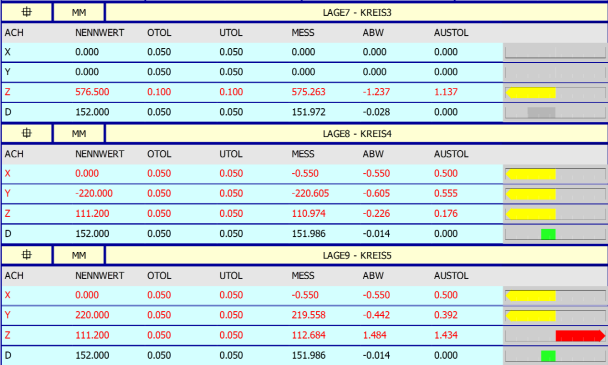 MM LAGE7 - KREIS3
ACH NENNWERT OTOL UTOL MESS ABW AUSTOL
X 0.000 0.050 0.050 0.000 0.000 0.000
Y 0.000 0.050 0.050 0.000 0.000 0.000
Z 576.500 0.100 0.100 575.263 -1.237 1.137
D 152.000 0.050 0.050 151.972 -0.028 0.000
MM LAGE8 - KREIS4
ACH NENNWERT OTOL UTOL MESS ABW AUSTOL
X 0.000 0.050 0.050 -0.550 -0.550 0.500
Y -220.000 0.050 0.050 -220.605 -0.605 0.555
Z 111.200 0.050 0.050 110.974 -0.226 0.176
D 152.000 0.050 0.050 151.986 -0.014 0.000
MM LAGE9 - KREIS5
ACH NENNWERT OTOL UTOL MESS ABW AUSTOL
X 0.000 0.050 0.050 -0.550 -0.550 0.500
Y 220.000 0.050 0.050 219.558 -0.442 0.392
Z 111.200 0.050 0.050 112.684 1.484 1.434
D 152.000 0.050 0.050 151.986 -0.014 0.000